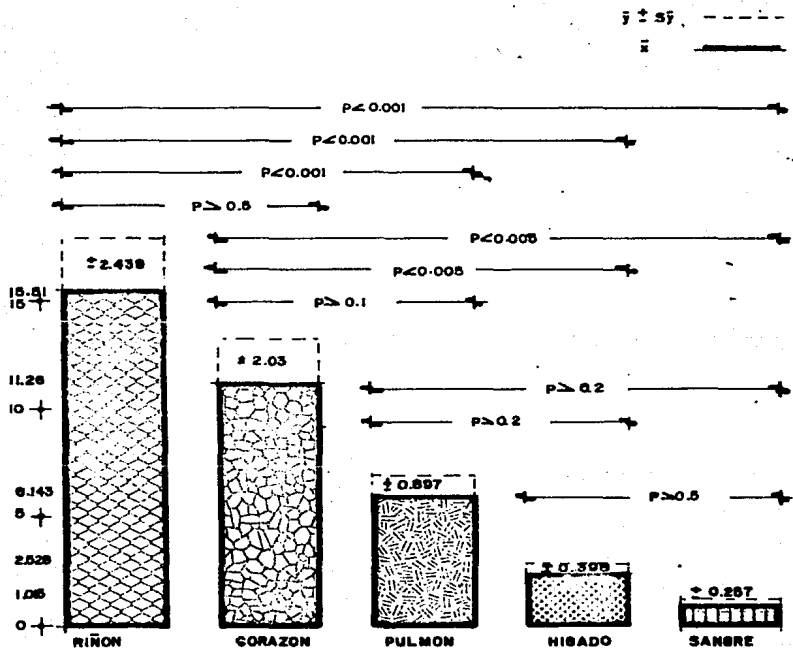 ȳ ± Sȳ
x̄
P<0.001
P<0.001
P<0.001
P> 0.5
P<0.005
±2.439
P<0.005
15.51
15
P> 0.1
± 2.03
11.26
P> 0.2
10
P>0.2
± 0.897
6.143
P>0.5
5
2.528
± 0.395
1.05
± 0.267
0
RIÑON
CORAZON
PULMON
HIGADO
SANGRE